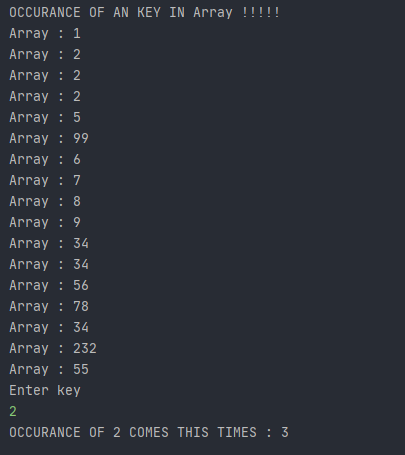 OCCURANCE OF AN KEY IN Array !!!!!
Array : 1
Array : 2
Array : 2
Array : 2
Array : 5
Array : 99
Array : 6
Array : 7
Array : 8
Array : 9
Array : 34
Array : 34
Array : 56
Array : 78
Array : 34
Array : 232
Array : 55
Enter key
2
OCCURANCE OF 2 COMES THIS TIMES : 3